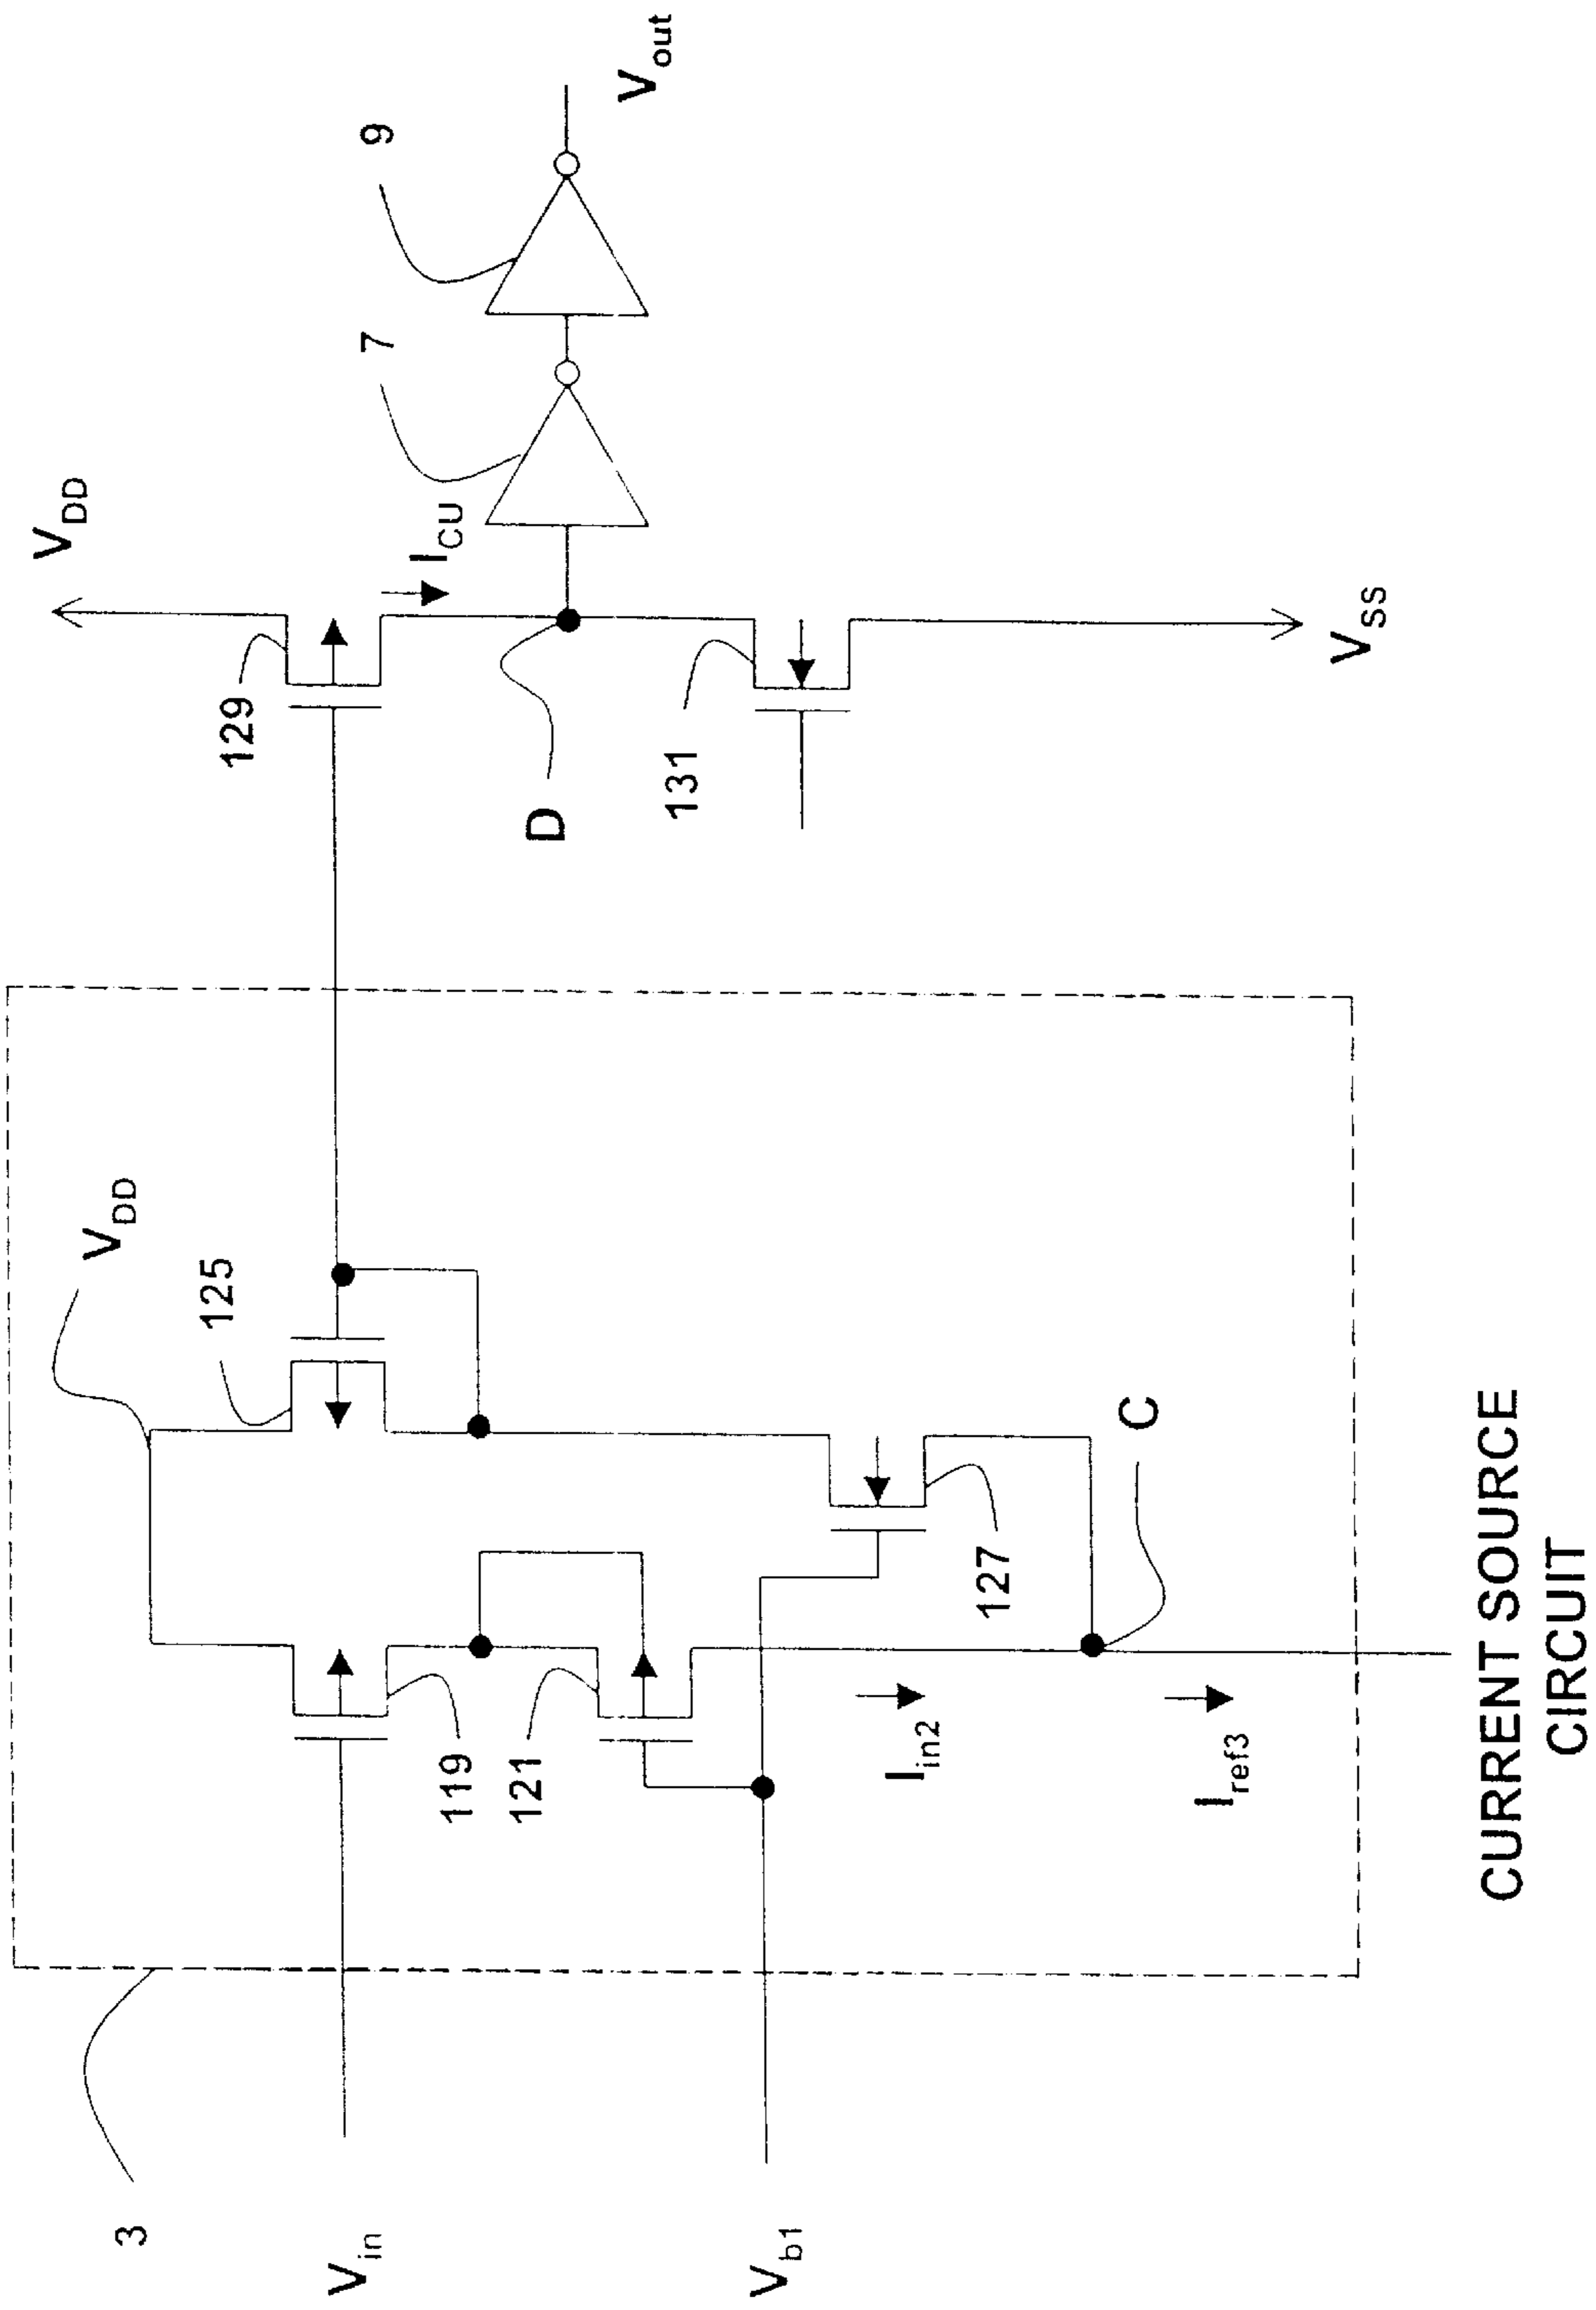 V_DD
9
7
I_CU
V_out
129
D
131
V_SS
V_DD
125
119
121
127
C
I_in2
I_ref3
3
V_in
V_b1
CURRENT SOURCE
CIRCUIT